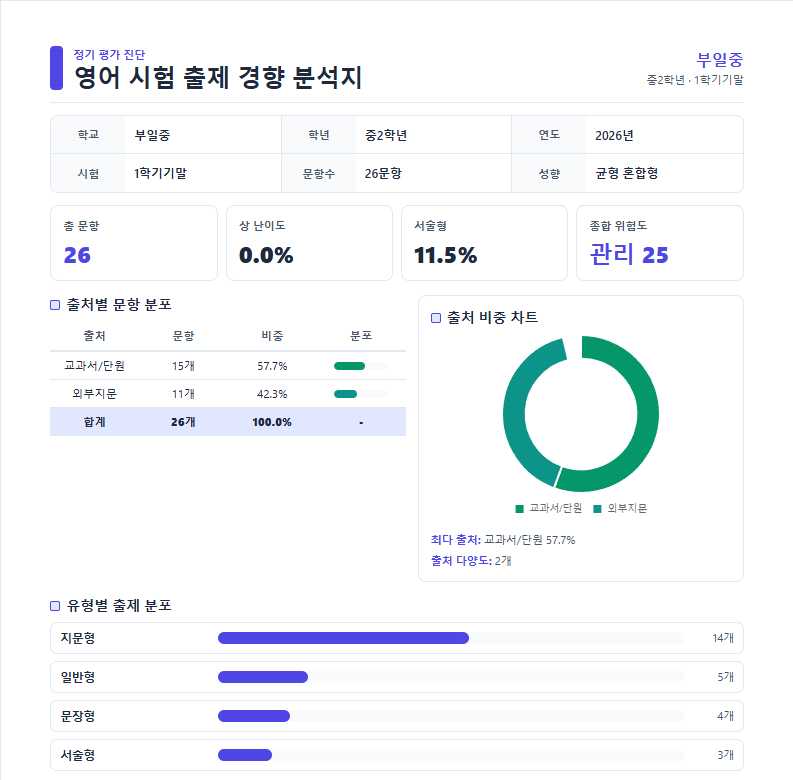 정기 평가 진단
영어 시험 출제 경향 분석지
부일중
중2학년 · 1학기기말
학교 부일중 학년 중2학년 연도 2026년
시험 1학기기말 문항수 26문항 성향 균형 혼합형
총 문항 상 난이도 서술형 종합 위험도
26 0.0% 11.5% 관리 25
출처별 문항 분포
출처 문항 비중 분포
교과서/단원 15개 57.7%
외부지문 11개 42.3%
합계 26개 100.0% -
출처 비중 차트
교과서/단원 외부지문
최다 출처: 교과서/단원 57.7%
출처 다양도: 2개
유형별 출제 분포
지문형 14개
일반형 5개
문장형 4개
서술형 3개